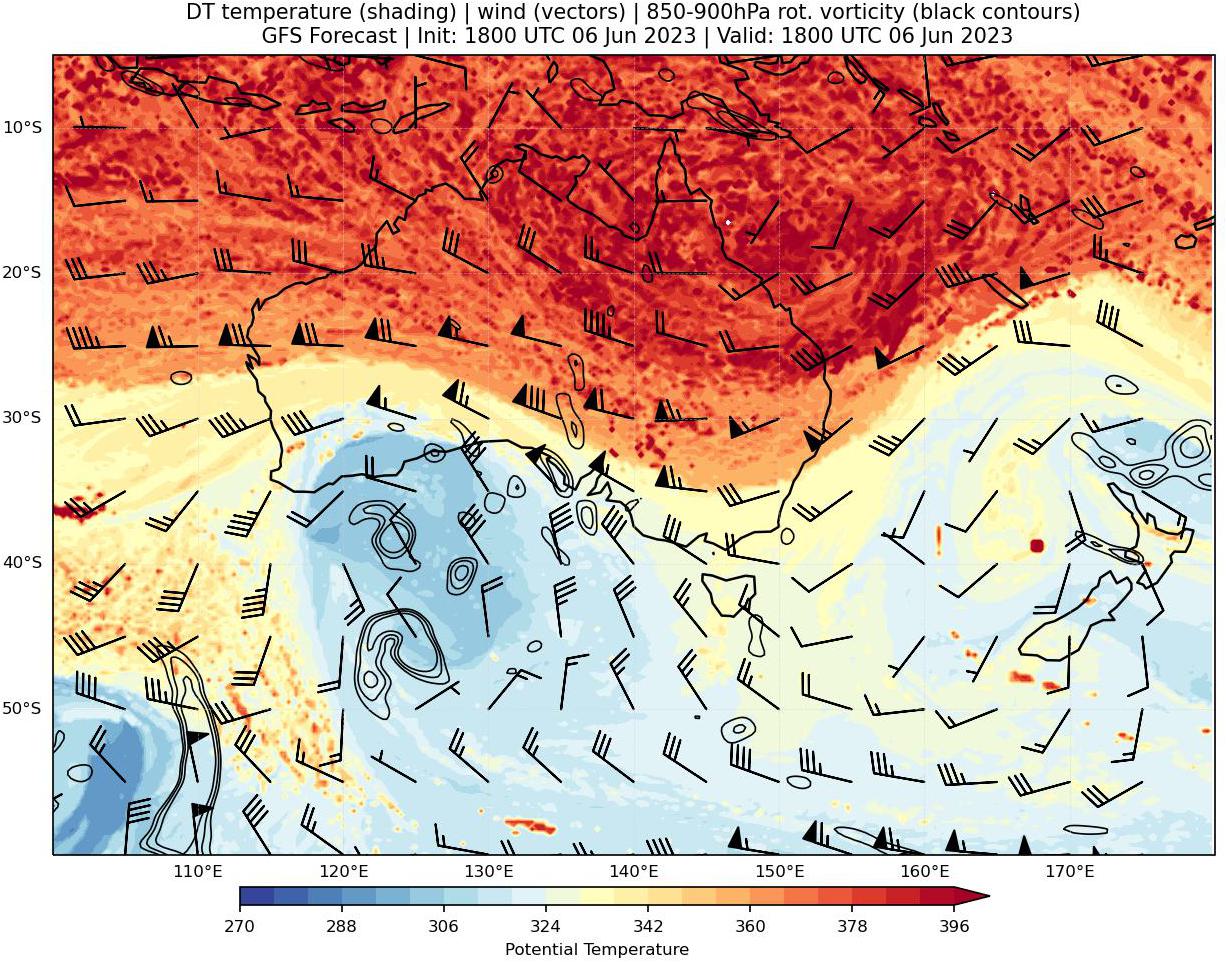 DT temperature (shading) | wind (vectors) | 850-900hPa rot. vorticity (black contours)
GFS Forecast | Init: 1800 UTC 06 Jun 2023 | Valid: 1800 UTC 06 Jun 2023
10°S
20°S
30°S
40°S
50°S
110°E 120°E 130°E 140°E 150°E 160°E 170°E
270 288 306 324 342 360 378 396
Potential Temperature